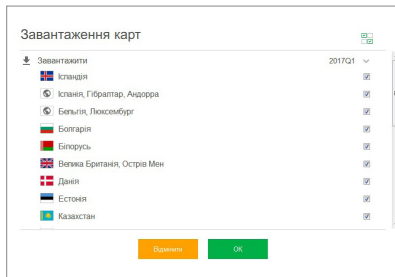 Завантаження карт
Завантажити 2017Q1
Ісландія
Іспанія, Гібралтар, Андорра
Бельгія, Люксембург
Болгарія
Білорусь
Велика Британія, Острів Мен
Данія
Естонія
Казахстан
Відмінити ОК